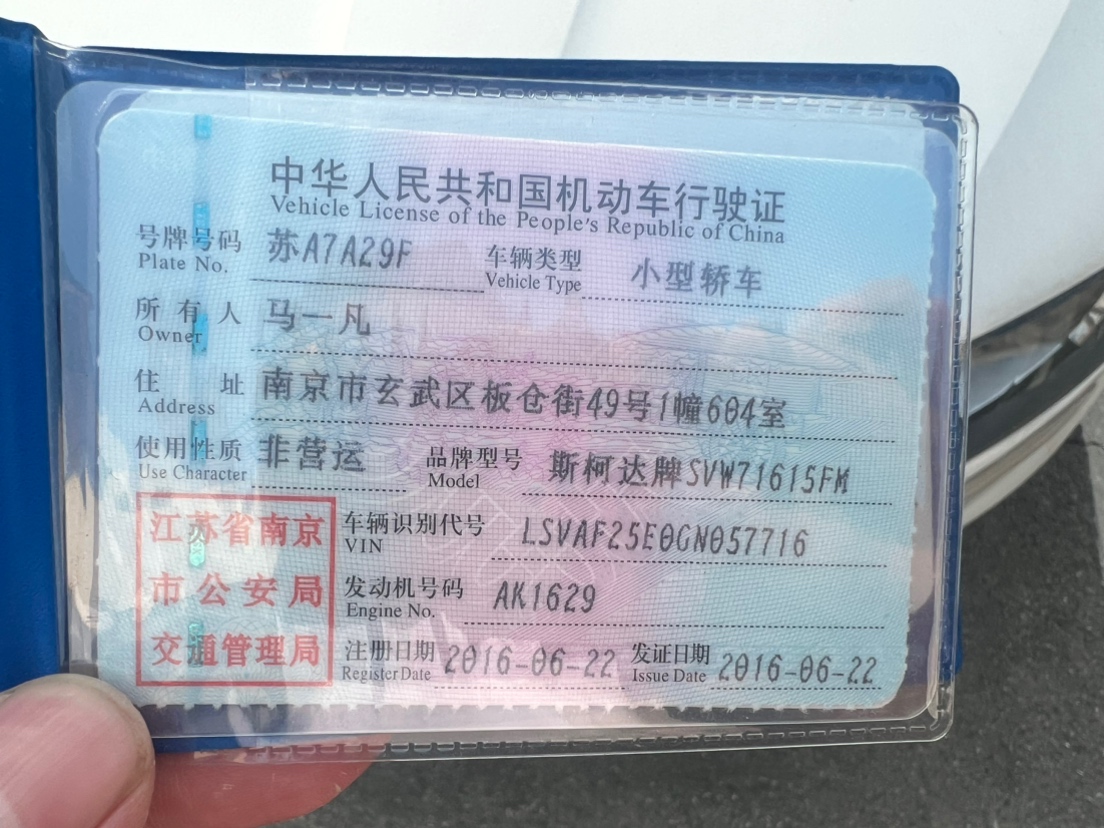 中华人民共和国机动车行驶证
Vehicle License of the People's Republic of China
号牌号码 苏A7A29F 车辆类型 小型轿车
Plate No. Vehicle Type
所有人 马一凡
Owner
住址 南京市玄武区板仓街49号1幢604室
Address
使用性质 非营运 品牌型号 斯柯达牌SVW71615FM
Use Character Model
江苏省南京
市公安局
交通管理局
车辆识别代号 LSVAF25E0GN057716
VIN
发动机号码 AK1629
Engine No.
注册日期 2016-06-22 发证日期 2016-06-22
Register Date Issue Date